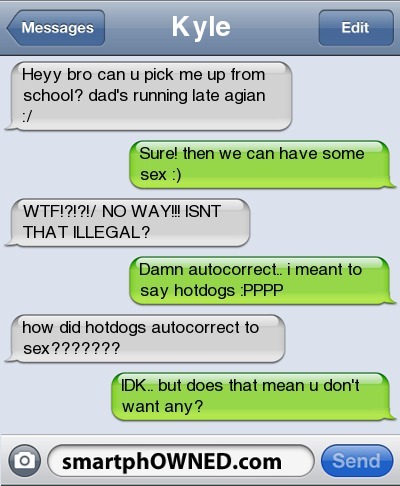 Messages
Kyle
Edit
Heyy bro can u pick me up from
school? dad's running late agian
:/
Sure! then we can have some
sex :)
WTF!?!?!/ NO WAY!!! ISNT
THAT ILLEGAL?
Damn autocorrect.. i meant to
say hotdogs :PPPP
how did hotdogs autocorrect to
sex???????
IDK.. but does that mean u don't
want any?
smartphOWNED.com
Send